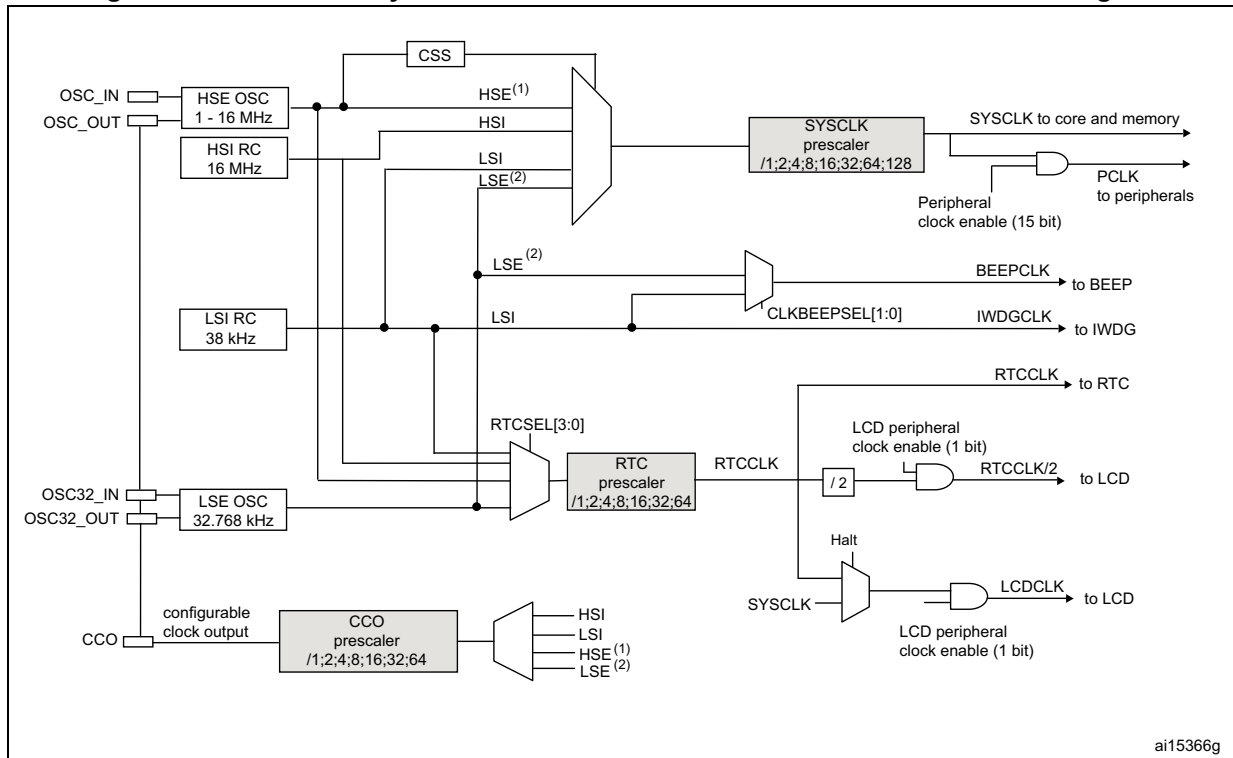 CSS
OSC_IN
OSC_OUT
HSE OSC
1 - 16 MHz
HSE(1)
HSI RC
16 MHz
HSI
LSI
LSE(2)
SYSCLK
prescaler
/1;2;4;8;16;32;64;128
SYSCLK to core and memory
PCLK
to peripherals
Peripheral
clock enable (15 bit)
LSE (2)
BEEPCLK
to BEEP
CLKBEEPSEL[1:0]
LSI RC
38 kHz
LSI
IWDGCLK
to IWDG
RTCCLK
to RTC
RTCSEL[3:0]
LCD peripheral
clock enable (1 bit)
RTC
prescaler
/1;2;4;8;16;32;64
RTCCLK
/ 2
RTCCLK/2
to LCD
OSC32_IN
OSC32_OUT
LSE OSC
32.768 kHz
Halt
SYSCLK
LCDCLK
to LCD
LCD peripheral
clock enable (1 bit)
CCO
configurable
clock output
CCO
prescaler
/1;2;4;8;16;32;64
HSI
LSI
HSE(1)
LSE(2)
ai15366g